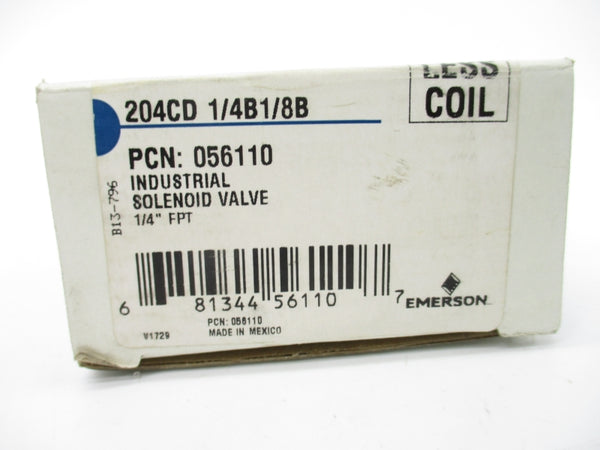 204CD 1/4B1/8B
LESS
COIL
PCN: 056110
INDUSTRIAL
SOLENOID VALVE
1/4" FPT
B13-796
6 81344 56110 7
EMERSON
PCN: 056110
V1729 MADE IN MEXICO